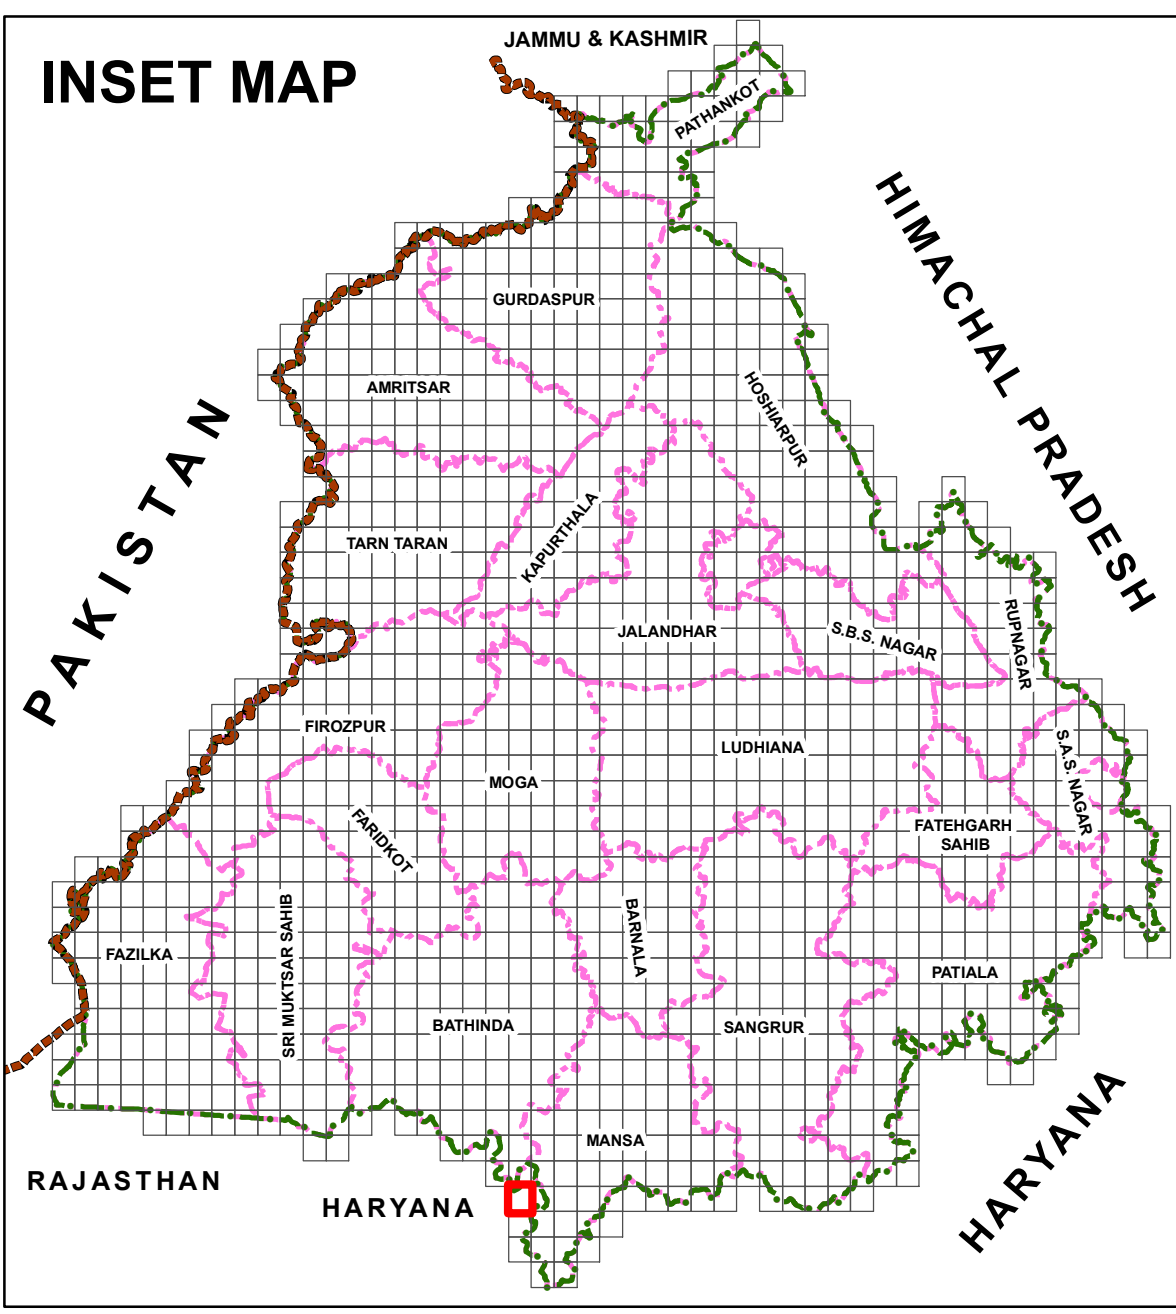 JAMMU & KASHMIR
INSET MAP
PATHANKOT
HIMACHAL PRADESH
GURDASPUR
AMRITSAR
HOSHIARPUR
PAKISTAN
TARN TARAN
KAPURTHALA
JALANDHAR
S.B.S. NAGAR
RUPNAGAR
FIROZPUR
LUDHIANA
S.A.S. NAGAR
MOGA
FARIDKOT
FATEHGARH
SAHIB
FAZILKA
SRI MUKTSAR SAHIB
BARNALA
PATIALA
BATHINDA
SANGRUR
MANSA
RAJASTHAN
HARYANA
HARYANA